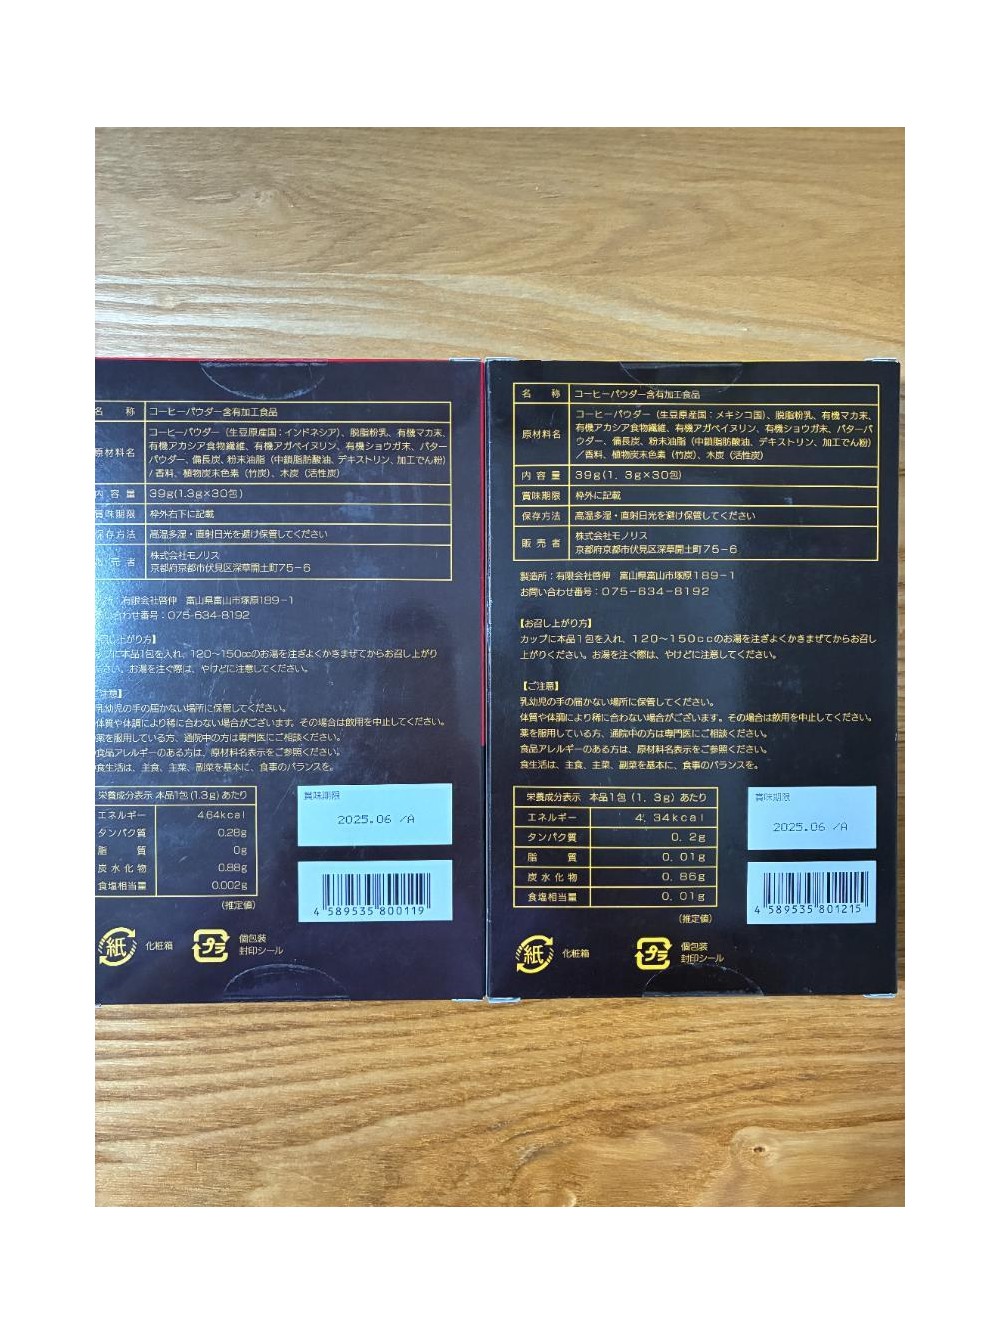 名 称 コーヒーパウダー含有加工食品
原材料名 コーヒーパウダー（生豆原産国：インドネシア）、脱脂粉乳、有機マカ末、
有機アカシア食物繊維、有機アガベイヌリン、有機ショウガ末、バター
パウダー、備長炭、粉末油脂（中鎖脂肪酸油、デキストリン、加工でん粉）
／香料、植物炭末色素（竹炭）、木炭（活性炭）
内 容 量 39g(1.3g×30包)
賞味期限 枠外右下に記載
保存方法 高温多湿・直射日光を避け保管してください
売 者 株式会社モノリス
京都府京都市伏見区深草開土町75−6
所：有限会社啓伸 富山県富山市塚原189−1
い合わせ番号：075-634-8192
し上がり方】
ップに本品1包を入れ、120〜150ccのお湯を注ぎよくかきまぜてからお召し上がり
さい。お湯を注ぐ際は、やけどに注意してください。
注意】
乳幼児の手の届かない場所に保管してください。
体質や体調により稀に合わない場合がございます。その場合は飲用を中止してください。
薬を服用している方、通院中の方は専門医にご相談ください。
食品アレルギーのある方は、原材料名表示をご参照ください。
食生活は、主食、主菜、副菜を基本に、食事のバランスを。
栄養成分表示 本品1包(1.3g)あたり
エネルギー 4.64kcal
タンパク質 0.28g
脂 質 0g
炭水化物 0.88g
食塩相当量 0.002g
（推定値）
賞味期限
2025.06 /A
4 589535 800119
紙 化粧箱
プラ 個包装
封印シール
名 称 コーヒーパウダー含有加工食品
原材料名 コーヒーパウダー（生豆原産国：メキシコ国）、脱脂粉乳、有機マカ末、
有機アカシア食物繊維、有機アガベイヌリン、有機ショウガ末、バターパ
ウダー、備長炭、粉末油脂（中鎖脂肪酸油、デキストリン、加工でん粉）
／香料、植物炭末色素（竹炭）、木炭（活性炭）
内 容 量 39g(1.3g×30包)
賞味期限 枠外に記載
保存方法 高温多湿・直射日光を避け保管してください
販 売 者 株式会社モノリス
京都府京都市伏見区深草開土町75−6
製造所：有限会社啓伸 富山県富山市塚原189−1
お問い合わせ番号：075−634−8192
【お召し上がり方】
カップに本品1包を入れ、120〜150ccのお湯を注ぎよくかきまぜてからお召し
上がりください。お湯を注ぐ際は、やけどに注意してください。
【ご注意】
乳幼児の手の届かない場所に保管してください。
体質や体調により稀に合わない場合がございます。その場合は飲用を中止してください。
薬を服用している方、通院中の方は専門医にご相談ください。
食品アレルギーのある方は、原材料名表示をご参照ください。
食生活は、主食、主菜、副菜を基本に、食事のバランスを。
栄養成分表示 本品1包(1.3g)あたり
エネルギー 4.34kcal
タンパク質 0.2g
脂 質 0.01g
炭水化物 0.86g
食塩相当量 0.01g
（推定値）
賞味期限
2025.06 /A
4 589535 801215
紙 化粧箱
プラ 個包装
封印シール